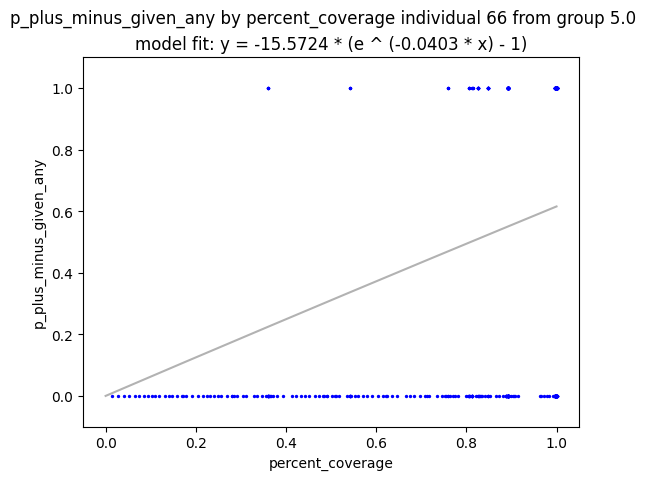 p_plus_minus_given_any by percent_coverage individual 66 from group 5.0
model fit: y = -15.5724 * (e ^ (-0.0403 * x) - 1)
1.0
0.8
0.6
0.4
0.2
0.0
p_plus_minus_given_any
0.0 0.2 0.4 0.6 0.8 1.0
percent_coverage